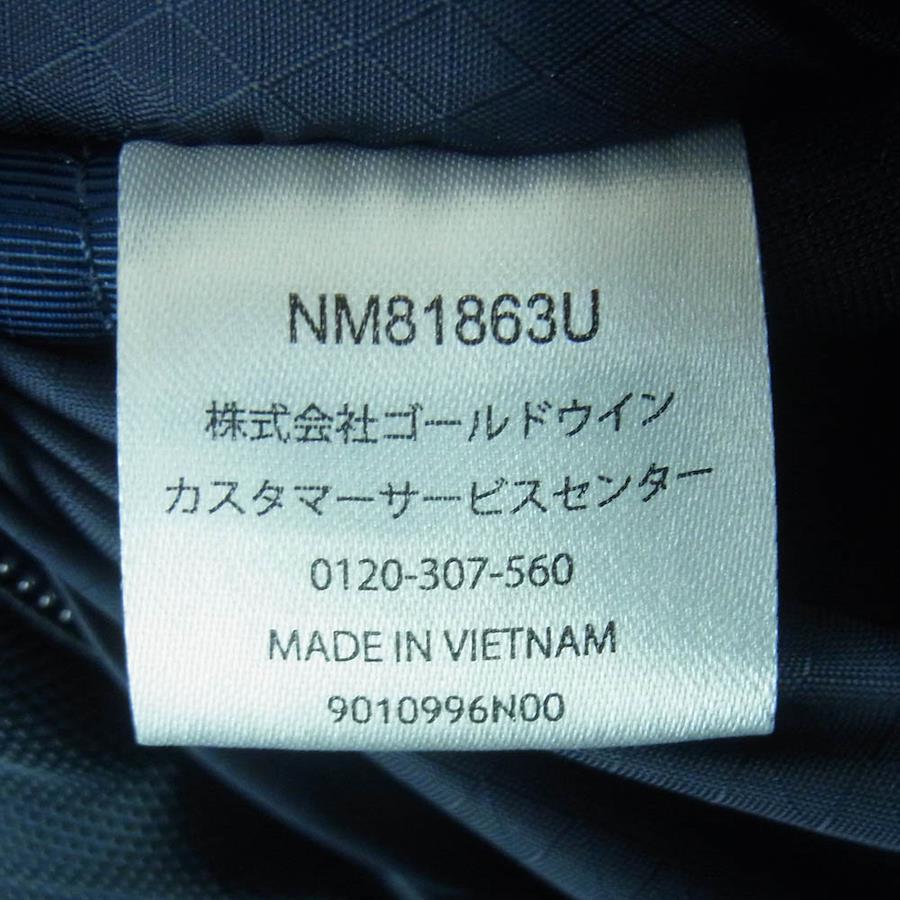 NM81863U
株式会社ゴールドウイン
カスタマーサービスセンター
0120-307-560
MADE IN VIETNAM
9010996N00